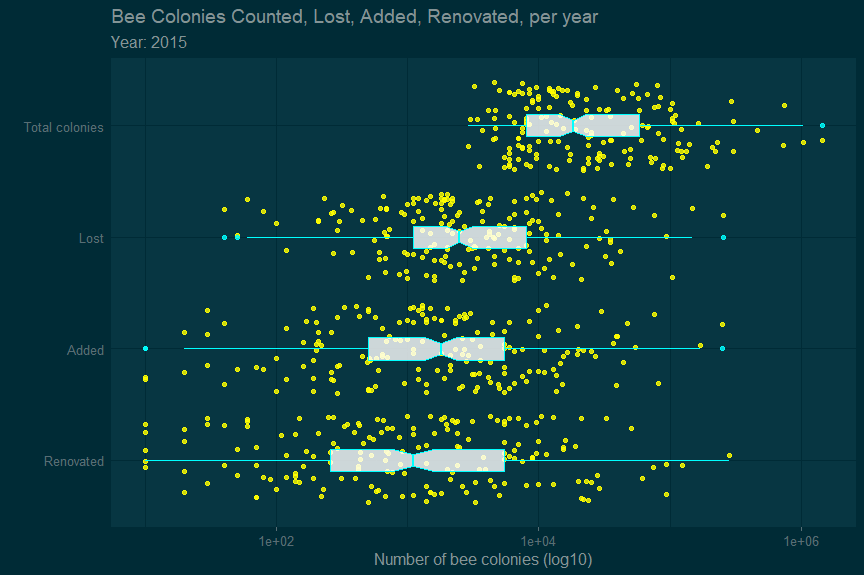 Bee Colonies Counted, Lost, Added, Renovated, per year
Year: 2015
Total colonies
Lost
Added
Renovated
1e+02
1e+04
1e+06
Number of bee colonies (log10)